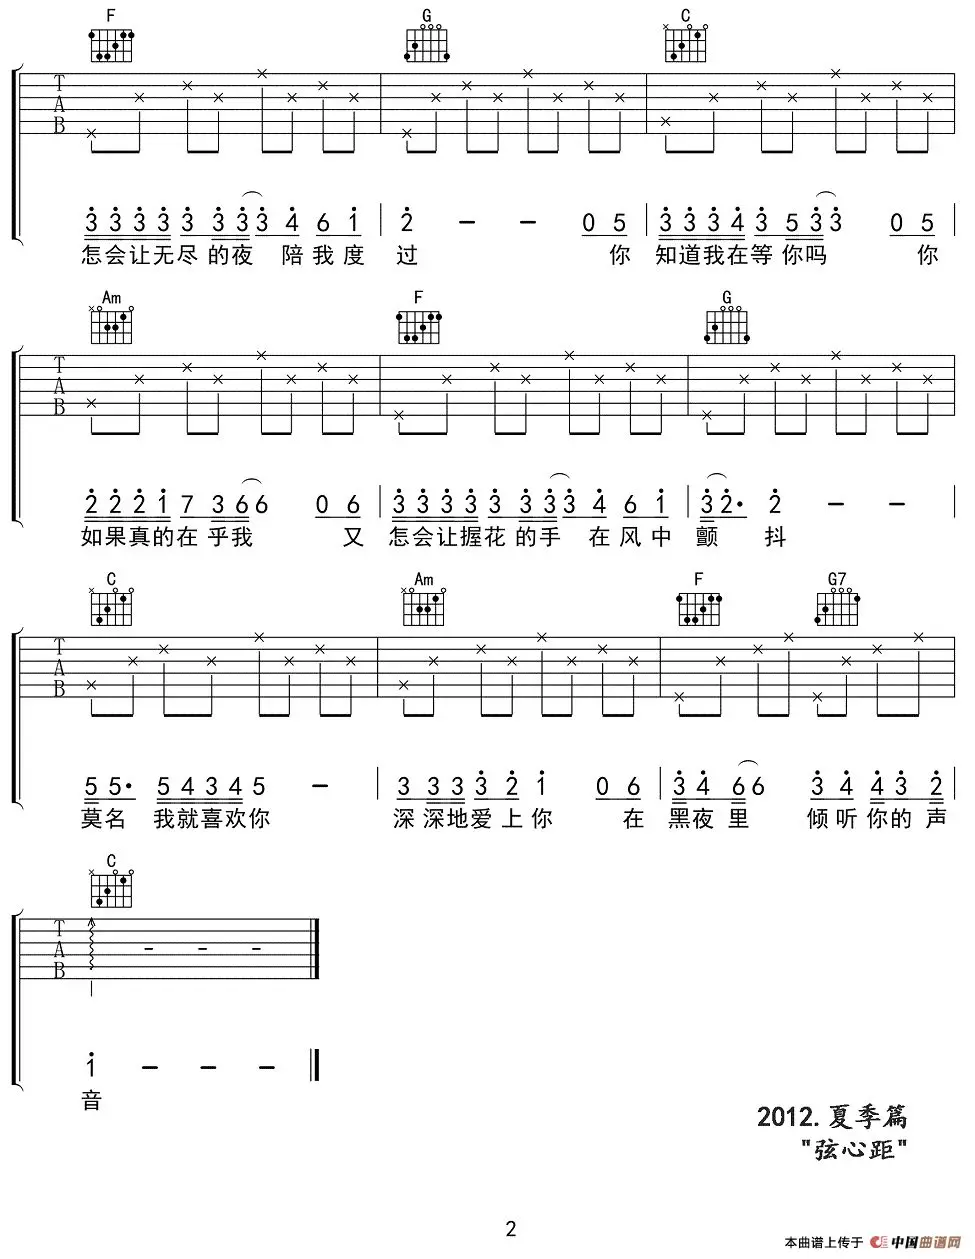 F G C
T
A
B
3 3 3 3 3 3 3 3 4 6 1 2 - - 0 5 3 3 3 4 3 5 3 3 0 5
怎会让无尽的夜 陪我度 过 你 知道我在等你吗 你
Am F G
T
A
B
2 2 2 1 7 3 6 6 0 6 3 3 3 3 3 3 3 3 4 6 1 3 2· 2 - -
如果真的在乎我 又 怎会让握花的手 在风中 颤 抖
C Am F G7
T
A
B
5 5· 5 4 3 4 5 - 3 3 3 3 2 1 0 6 3 4 6 6 3 4 4 3 2
莫名 我就喜欢你 深深地爱上你 在 黑夜里 倾听你的声
C
T
A
B
- - -
1 - - -
音
2012.夏季篇
"弦心距"
2
本曲谱上传于 中国曲谱网